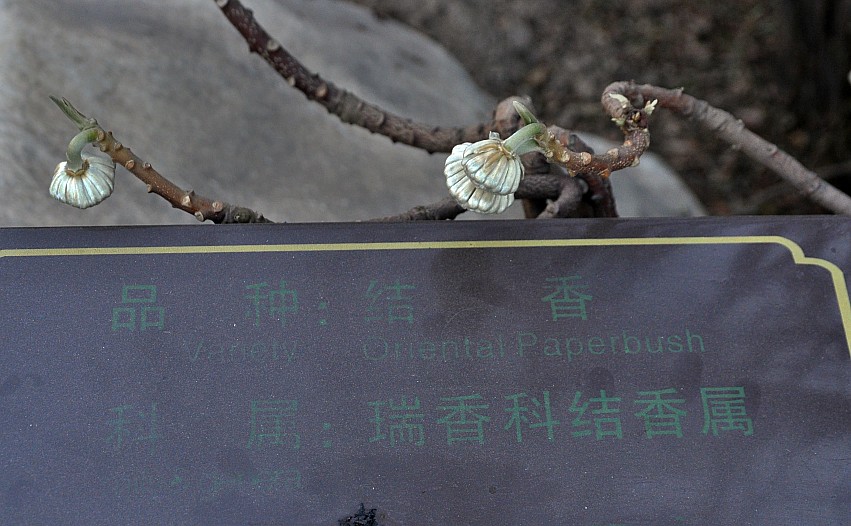 品 种：结 香
Variety Oriental Paperbush
科 属：瑞香科结香属